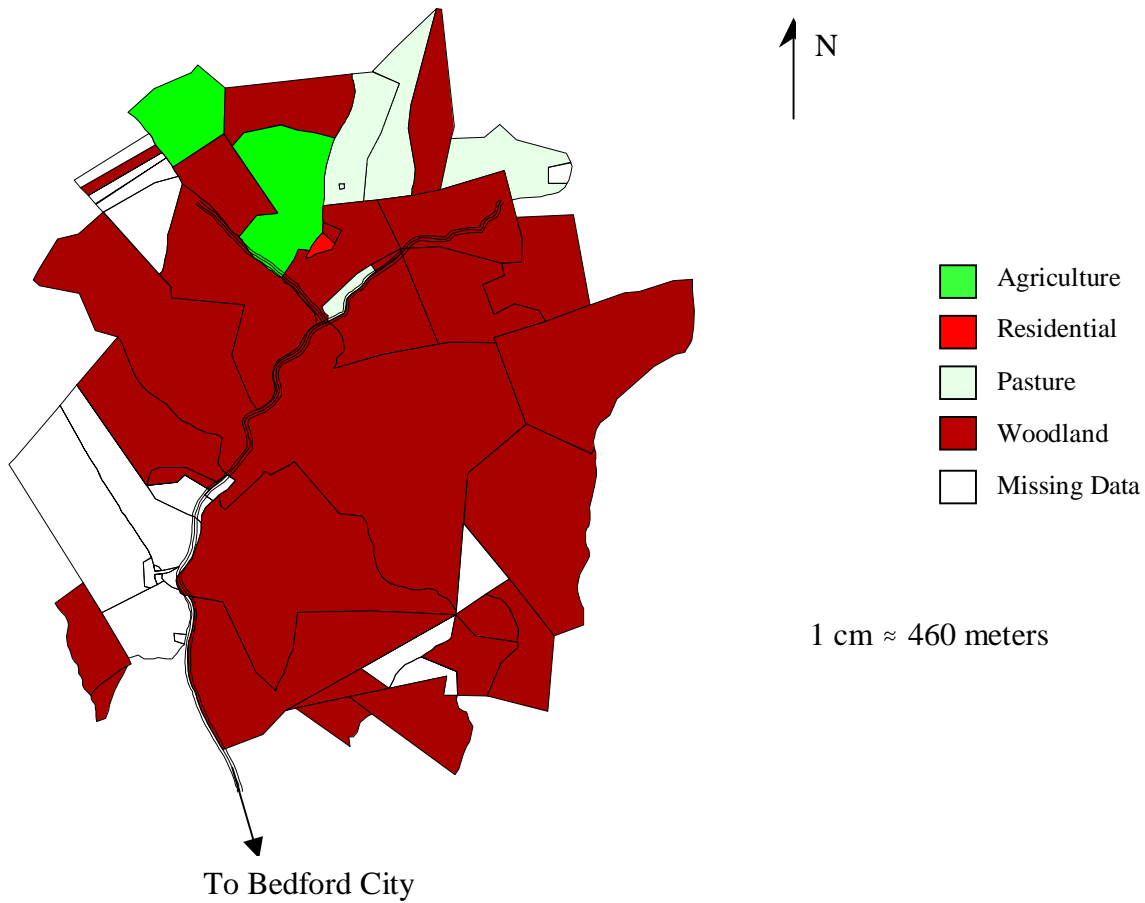 N
Agriculture
Residential
Pasture
Woodland
Missing Data
1 cm ≈ 460 meters
To Bedford City